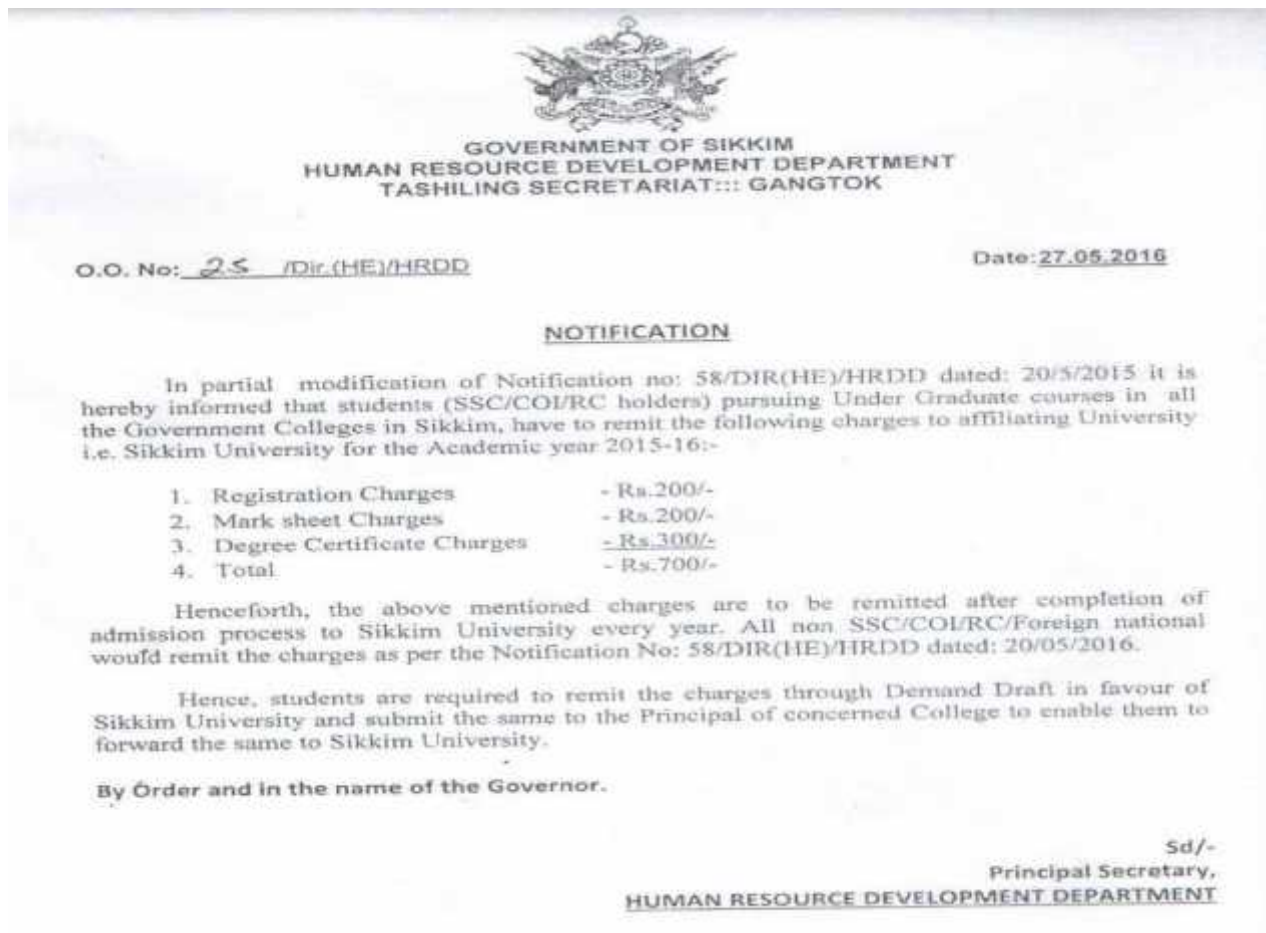 GOVERNMENT OF SIKKIM
HUMAN RESOURCE DEVELOPMENT DEPARTMENT
TASHILING SECRETARIAT::: GANGTOK
O.O. No: 25 /Dir.(HE)/HRDD
Date:27.05.2016
NOTIFICATION
In partial modification of Notification no: 58/DIR(HE)/HRDD dated: 20/5/2015 it is
hereby informed that students (SSC/COI/RC holders) pursuing Under Graduate courses in all
the Government Colleges in Sikkim, have to remit the following charges to affiliating University
i.e. Sikkim University for the Academic year 2015-16:-
1. Registration Charges - Rs.200/-
2. Mark sheet Charges - Rs.200/-
3. Degree Certificate Charges - Rs.300/-
4. Total - Rs.700/-
Henceforth, the above mentioned charges are to be remitted after completion of
admission process to Sikkim University every year. All non SSC/COI/RC/Foreign national
would remit the charges as per the Notification No: 58/DIR(HE)/HRDD dated: 20/05/2016.
Hence, students are required to remit the charges through Demand Draft in favour of
Sikkim University and submit the same to the Principal of concerned College to enable them to
forward the same to Sikkim University.
By Order and in the name of the Governor.
Sd/-
Principal Secretary,
HUMAN RESOURCE DEVELOPMENT DEPARTMENT